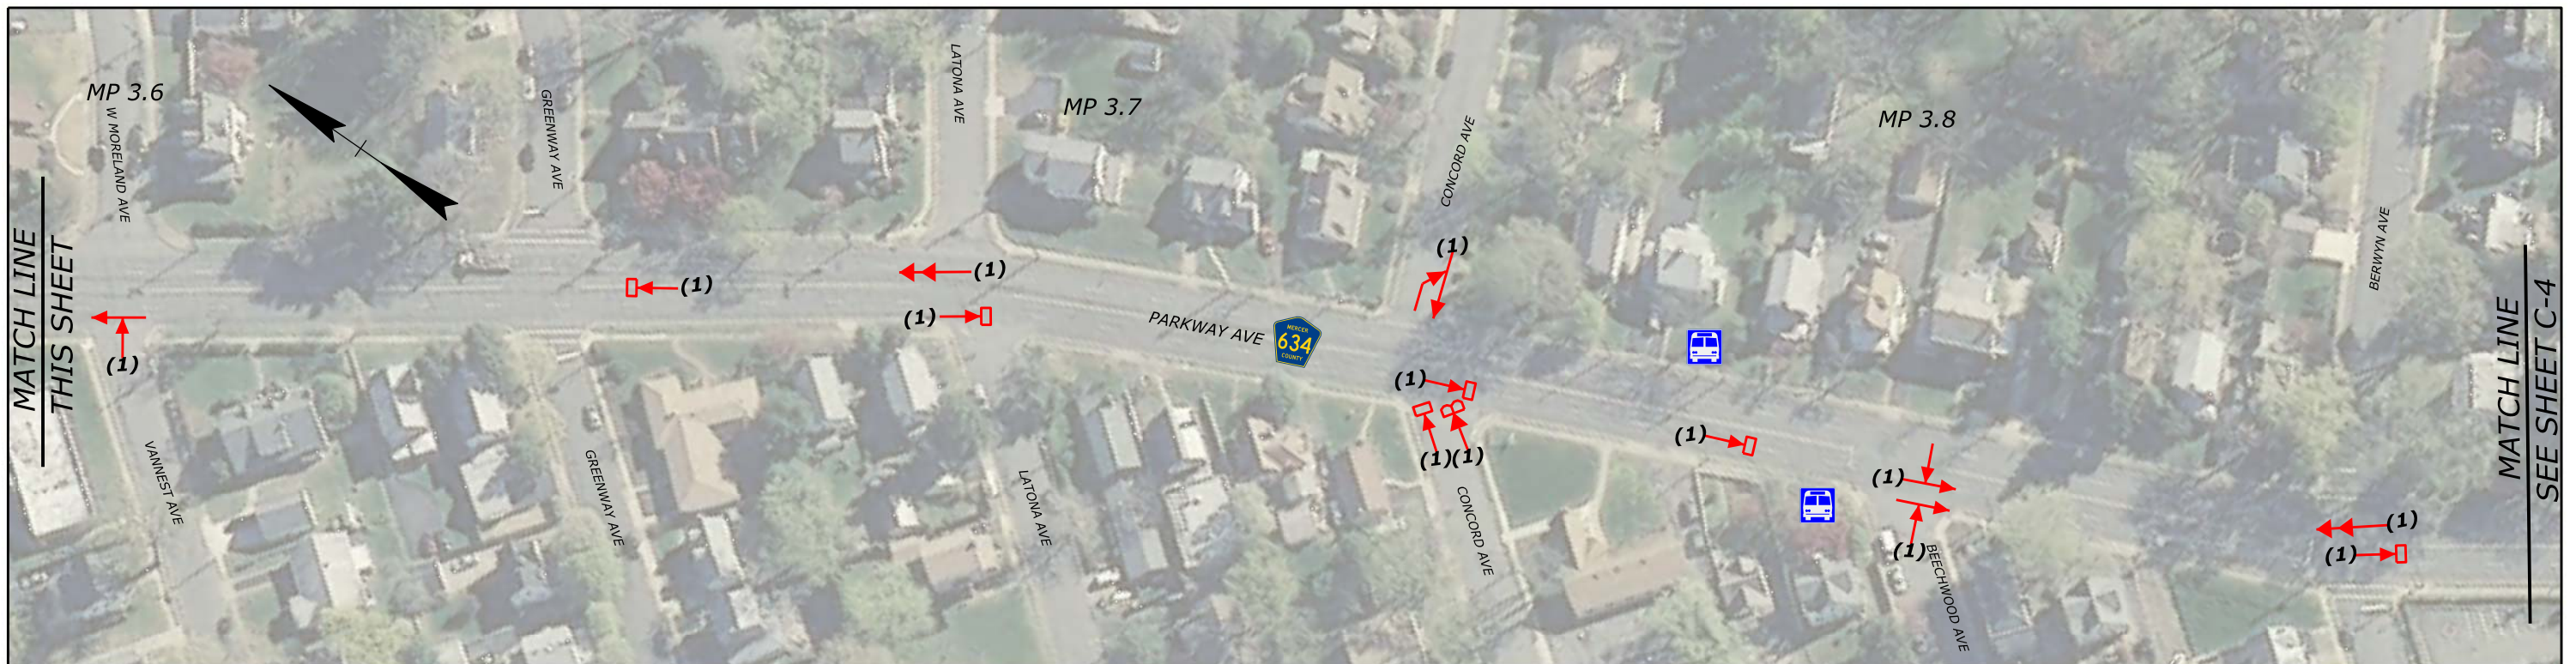 MP 3.6
W MORELAND AVE
GREENWAY AVE
LATONA AVE
MP 3.7
CONCORD AVE
MP 3.8
BERWYN AVE
MATCH LINE
THIS SHEET
(1)
(1)
(1)
(1)
(1)
PARKWAY AVE
MERCER
634
COUNTY
(1)
(1)
(1)
(1)
(1)
(1)
(1)
(1)
MATCH LINE
SEE SHEET C-4
VANNEST AVE
GREENWAY AVE
LATONA AVE
CONCORD AVE
BEECHWOOD AVE